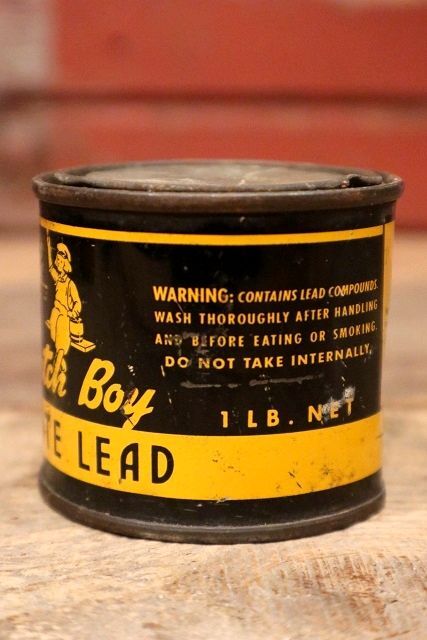 WARNING: CONTAINS LEAD COMPOUNDS.
WASH THOROUGHLY AFTER HANDLING
AND BEFORE EATING OR SMOKING.
DO NOT TAKE INTERNALLY.
tch Boy
1 LB. NET
TE LEAD